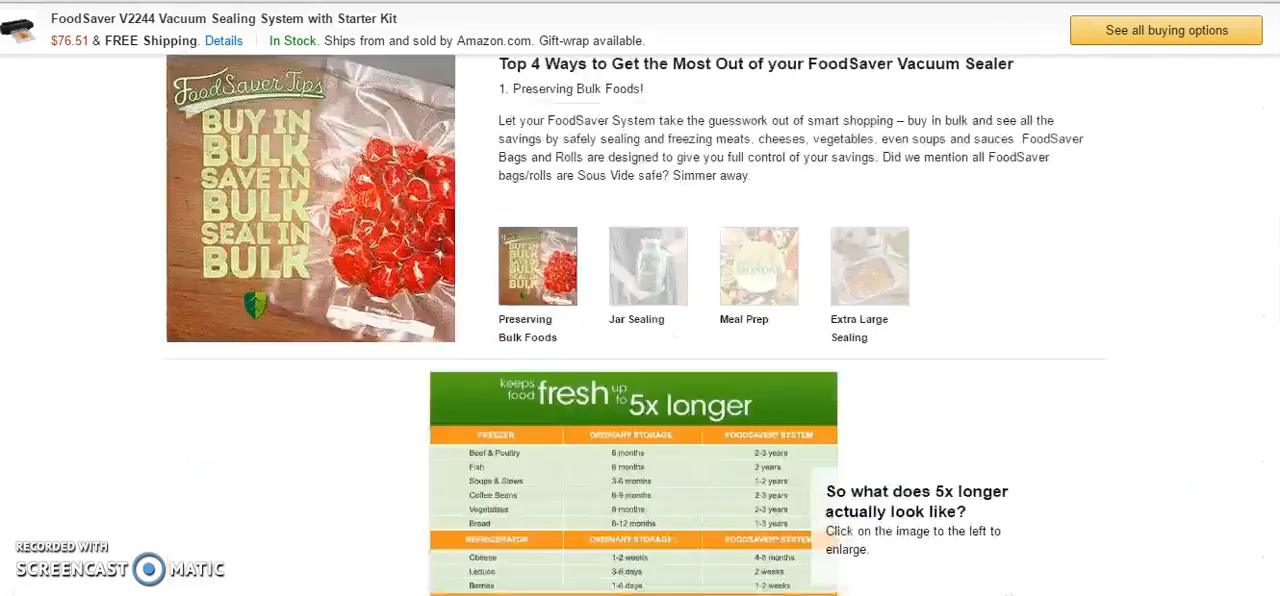 FoodSaver V2244 Vacuum Sealing System with Starter Kit
$76.51 & FREE Shipping. Details
In Stock. Ships from and sold by Amazon.com. Gift-wrap available.
See all buying options
FoodSaver Tips
BUY IN
BULK
SAVE IN
BULK
SEAL IN
BULK
Top 4 Ways to Get the Most Out of your FoodSaver Vacuum Sealer
1. Preserving Bulk Foods!
Let your FoodSaver System take the guesswork out of smart shopping – buy in bulk and see all the
savings by safely sealing and freezing meats, cheeses, vegetables, even soups and sauces. FoodSaver
Bags and Rolls are designed to give you full control of your savings. Did we mention all FoodSaver
bags/rolls are Sous Vide safe? Simmer away.
BUY IN
BULK
SAVE IN
BULK
SEAL IN
BULK
MONDAY
Preserving
Bulk Foods
Jar Sealing
Meal Prep
Extra Large
Sealing
keeps food fresh up to 5x longer
FREEZER ORDINARY STORAGE FOODSAVER® SYSTEM
Beef & Poultry 6 months 2-3 years
Fish 6 months 2 years
Soups & Stews 3-6 months 1-2 years
Coffee Beans 6-9 months 2-3 years
Vegetables 8 months 2-3 years
Bread 6-12 months 1-3 years
REFRIGERATOR ORDINARY STORAGE FOODSAVER® SYSTEM
Cheese 1-2 weeks 4-8 months
Lettuce 3-6 days 2 weeks
Berries 1-6 days 1-2 weeks
So what does 5x longer
actually look like?
Click on the image to the left to
enlarge.
RECORDED WITH
SCREENCAST MATIC